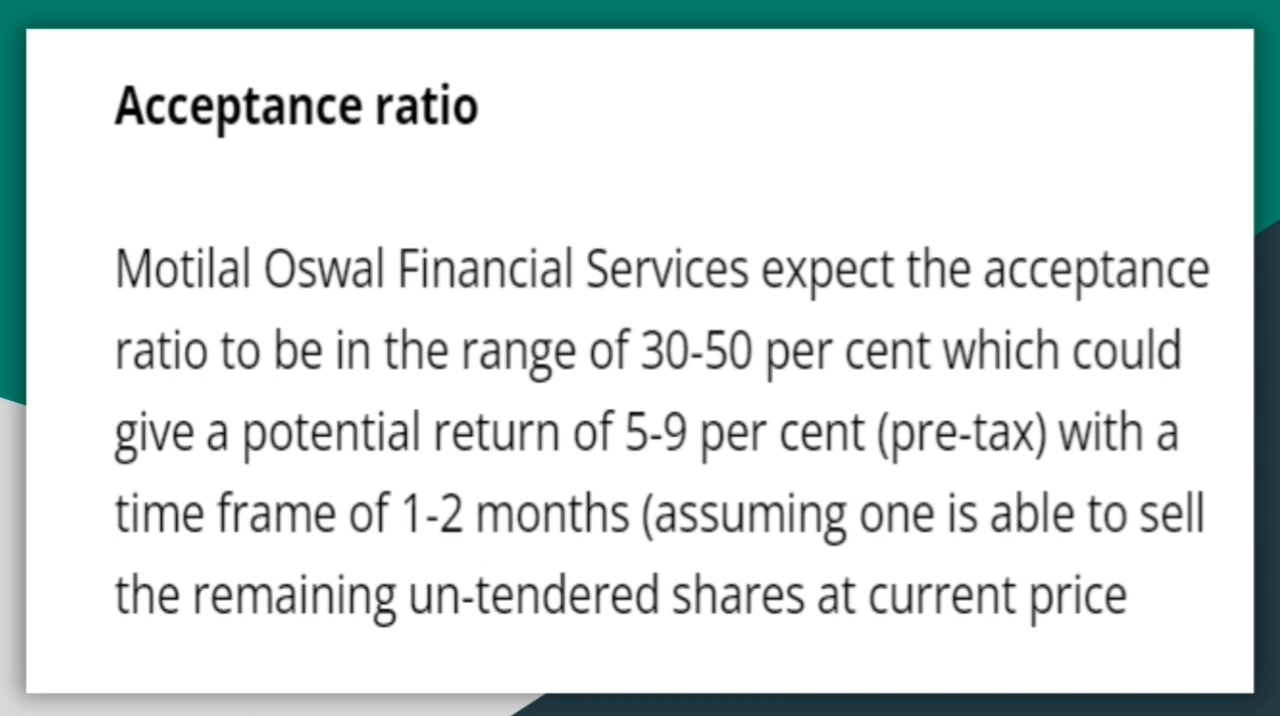 Acceptance ratio
Motilal Oswal Financial Services expect the acceptance
ratio to be in the range of 30-50 per cent which could
give a potential return of 5-9 per cent (pre-tax) with a
time frame of 1-2 months (assuming one is able to sell
the remaining un-tendered shares at current price